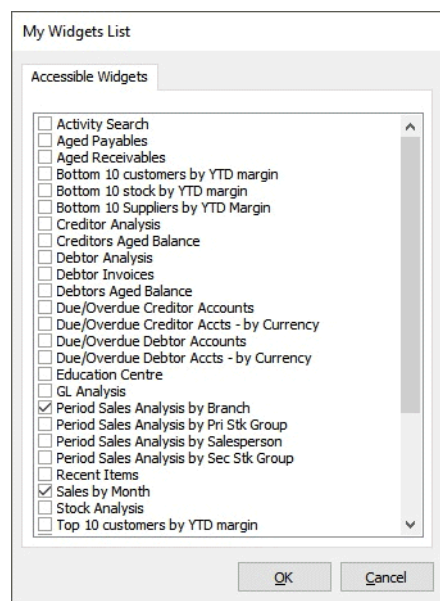 My Widgets List
Accessible Widgets
Activity Search
Aged Payables
Aged Receivables
Bottom 10 customers by YTD margin
Bottom 10 stock by YTD margin
Bottom 10 Suppliers by YTD Margin
Creditor Analysis
Creditors Aged Balance
Debtor Analysis
Debtor Invoices
Debtors Aged Balance
Due/Overdue Creditor Accounts
Due/Overdue Creditor Accts - by Currency
Due/Overdue Debtor Accounts
Due/Overdue Debtor Accts - by Currency
Education Centre
GL Analysis
Period Sales Analysis by Branch
Period Sales Analysis by Pri Stk Group
Period Sales Analysis by Salesperson
Period Sales Analysis by Sec Stk Group
Recent Items
Sales by Month
Stock Analysis
Top 10 customers by YTD margin
OK Cancel